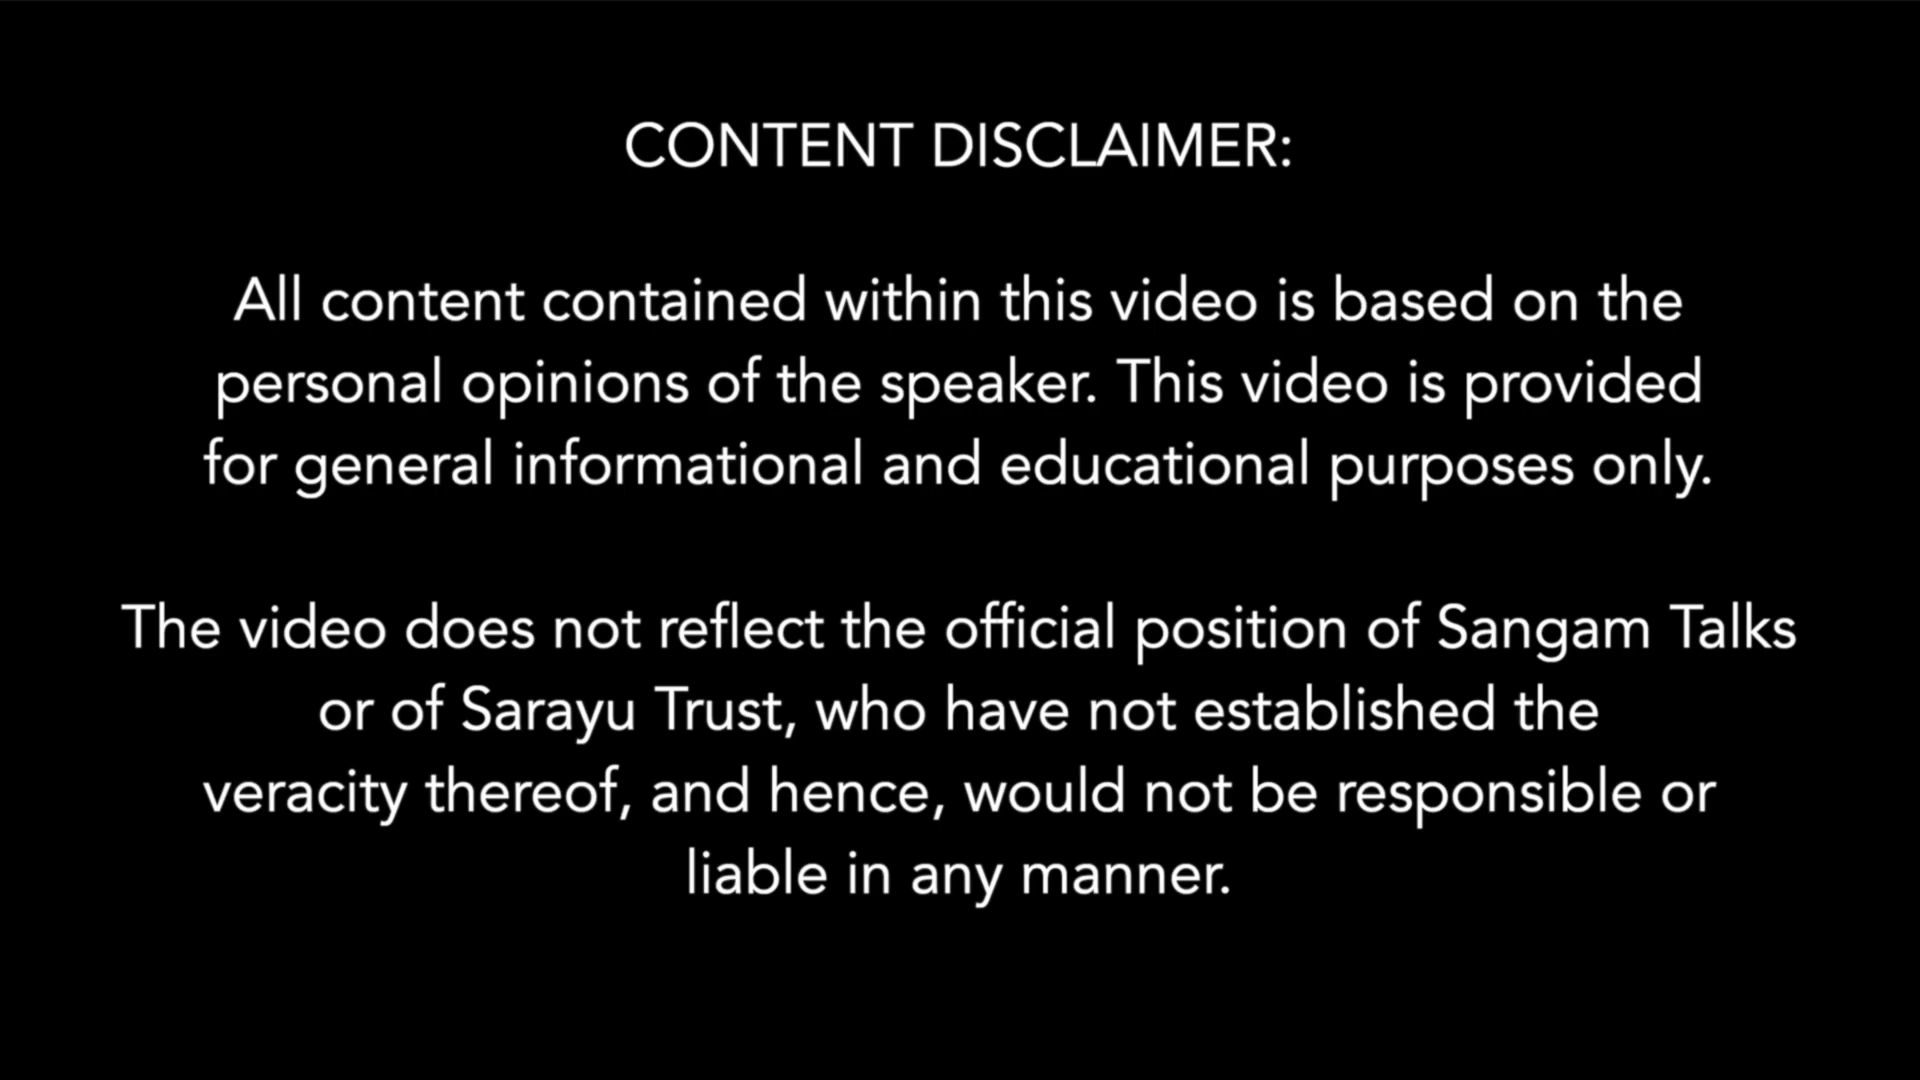 CONTENT DISCLAIMER:
All content contained within this video is based on the
personal opinions of the speaker. This video is provided
for general informational and educational purposes only.
The video does not reflect the official position of Sangam Talks
or of Sarayu Trust, who have not established the
veracity thereof, and hence, would not be responsible or
liable in any manner.